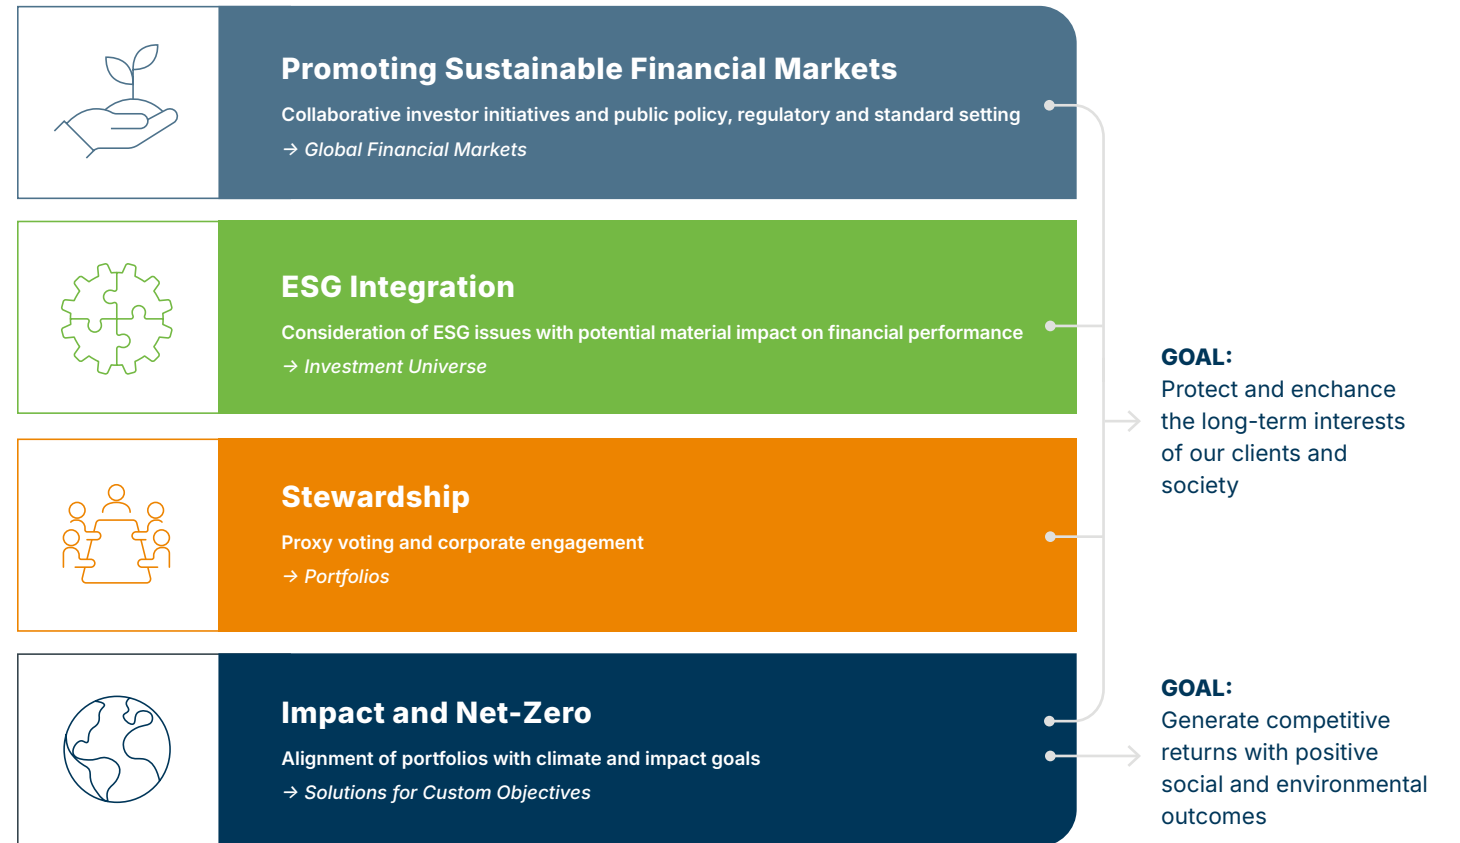 Promoting Sustainable Financial Markets
Collaborative investor initiatives and public policy, regulatory and standard setting
→ Global Financial Markets
ESG Integration
Consideration of ESG issues with potential material impact on financial performance
→ Investment Universe
Stewardship
Proxy voting and corporate engagement
→ Portfolios
Impact and Net-Zero
Alignment of portfolios with climate and impact goals
→ Solutions for Custom Objectives
GOAL:
Protect and enchance
the long-term interests
of our clients and
society
GOAL:
Generate competitive
returns with positive
social and environmental
outcomes